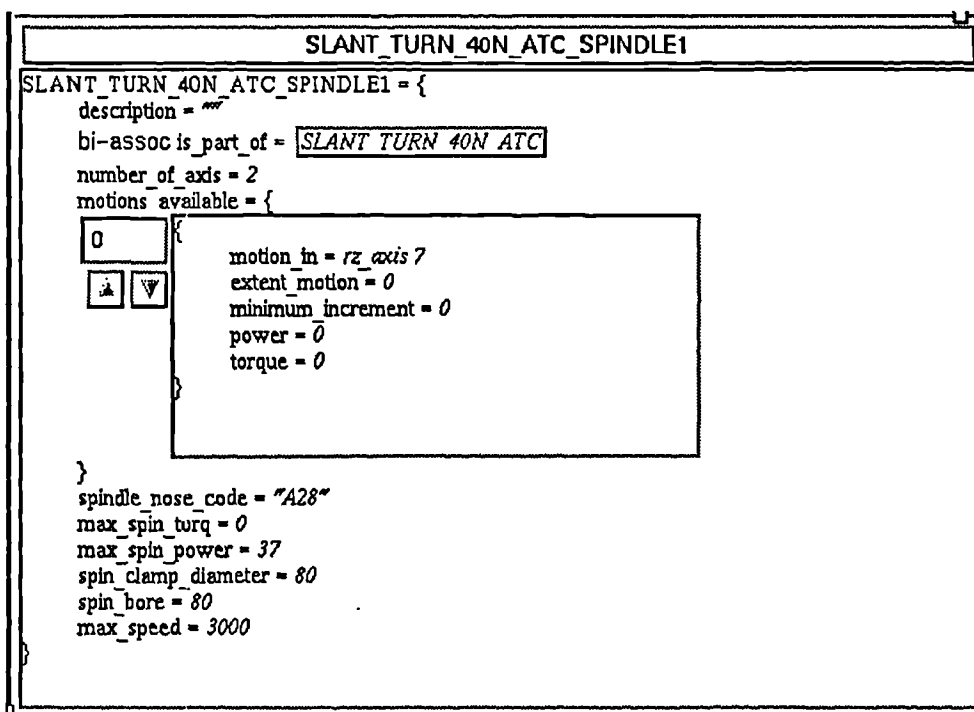 SLANT_TURN_40N_ATC_SPINDLE1
SLANT_TURN_40N_ATC_SPINDLE1 = {
description = ""
bi-assoc is_part_of = SLANT TURN 40N ATC
number_of_axis = 2
motions_available = {
0
{
motion_in = rz_axis 7
extent_motion = 0
minimum_increment = 0
power = 0
torque = 0
}
}
spindle_nose_code = "A28"
max_spin_turq = 0
max_spin_power = 37
spin_clamp_diameter = 80
spin_bore = 80
max_speed = 3000
}